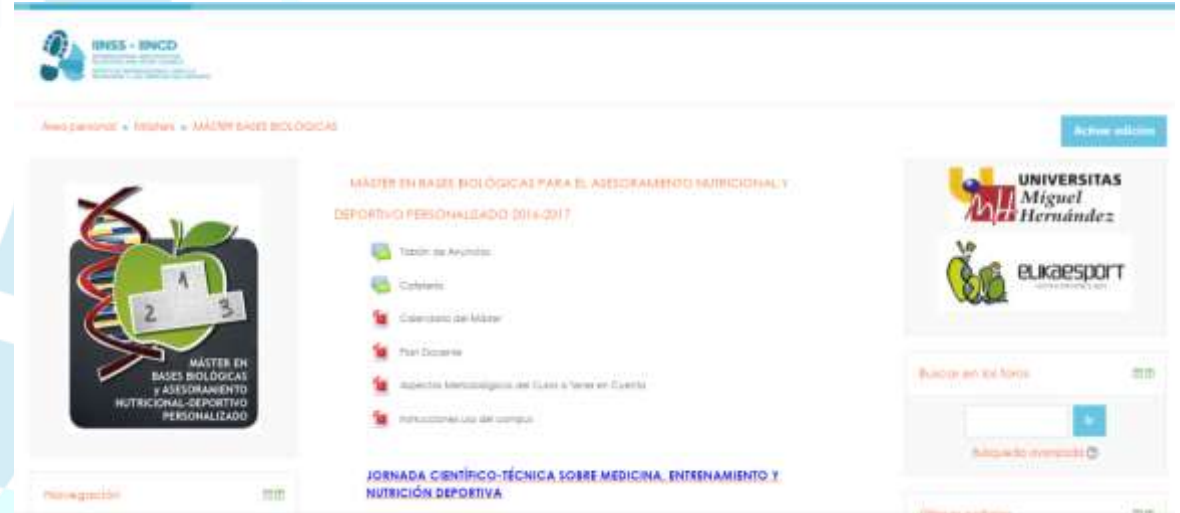 IINSS - IINCD
Área personal » Másters » MÁSTER BASES BIOLÓGICAS
Activar edición
MÁSTER EN
BASES BIOLÓGICAS
y ASESORAMIENTO
NUTRICIONAL-DEPORTIVO
PERSONALIZADO
1
2
3
Navegación
MÁSTER EN BASES BIOLÓGICAS PARA EL ASESORAMIENTO NUTRICIONAL Y
DEPORTIVO PERSONALIZADO 2016-2017
Tablón de Anuncios
Cafetería
Calendario del Máster
Plan Docente
Aspectos Metodológicos del Curso a Tener en Cuenta
Instrucciones uso del campus
JORNADA CIENTÍFICO-TÉCNICA SOBRE MEDICINA, ENTRENAMIENTO Y
NUTRICIÓN DEPORTIVA
UNIVERSITAS
Miguel
Hernández
elikaesport
Buscar en los foros
Ir
Búsqueda avanzada